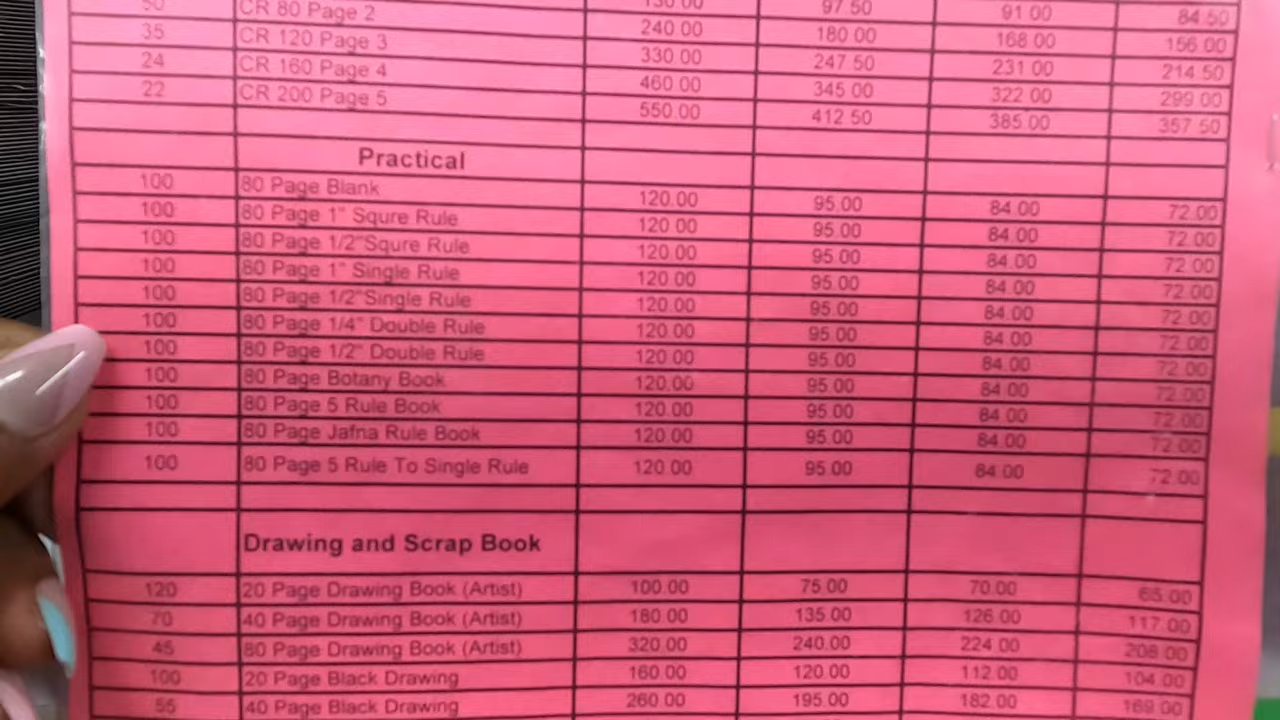 130.00 97.50 91.00 84.50
50 CR 80 Page 2 240.00 180.00 168.00 156.00
35 CR 120 Page 3 330.00 247.50 231.00 214.50
24 CR 160 Page 4 460.00 345.00 322.00 299.00
22 CR 200 Page 5 550.00 412.50 385.00 357.50
Practical
100 80 Page Blank 120.00 95.00 84.00 72.00
100 80 Page 1" Squre Rule 120.00 95.00 84.00 72.00
100 80 Page 1/2"Squre Rule 120.00 95.00 84.00 72.00
100 80 Page 1" Single Rule 120.00 95.00 84.00 72.00
100 80 Page 1/2"Single Rule 120.00 95.00 84.00 72.00
100 80 Page 1/4" Double Rule 120.00 95.00 84.00 72.00
100 80 Page 1/2" Double Rule 120.00 95.00 84.00 72.00
100 80 Page Botany Book 120.00 95.00 84.00 72.00
100 80 Page 5 Rule Book 120.00 95.00 84.00 72.00
100 80 Page Jafna Rule Book 120.00 95.00 84.00 72.00
100 80 Page 5 Rule To Single Rule 120.00 95.00 84.00 72.00
Drawing and Scrap Book
120 20 Page Drawing Book (Artist) 100.00 75.00 70.00 65.00
70 40 Page Drawing Book (Artist) 180.00 135.00 126.00 117.00
45 80 Page Drawing Book (Artist) 320.00 240.00 224.00 208.00
100 20 Page Black Drawing 160.00 120.00 112.00 104.00
55 40 Page Black Drawing 260.00 195.00 182.00 169.00